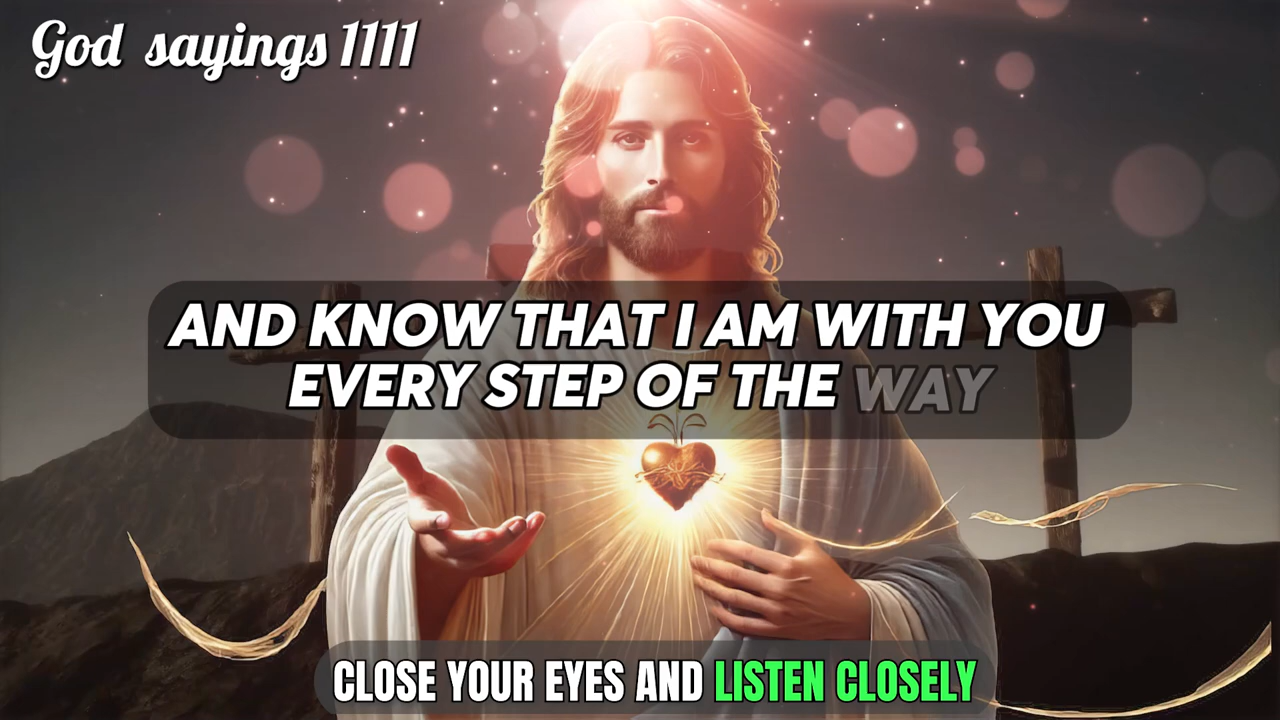 God sayings 1111
AND KNOW THAT I AM WITH YOU
EVERY STEP OF THE WAY
CLOSE YOUR EYES AND LISTEN CLOSELY